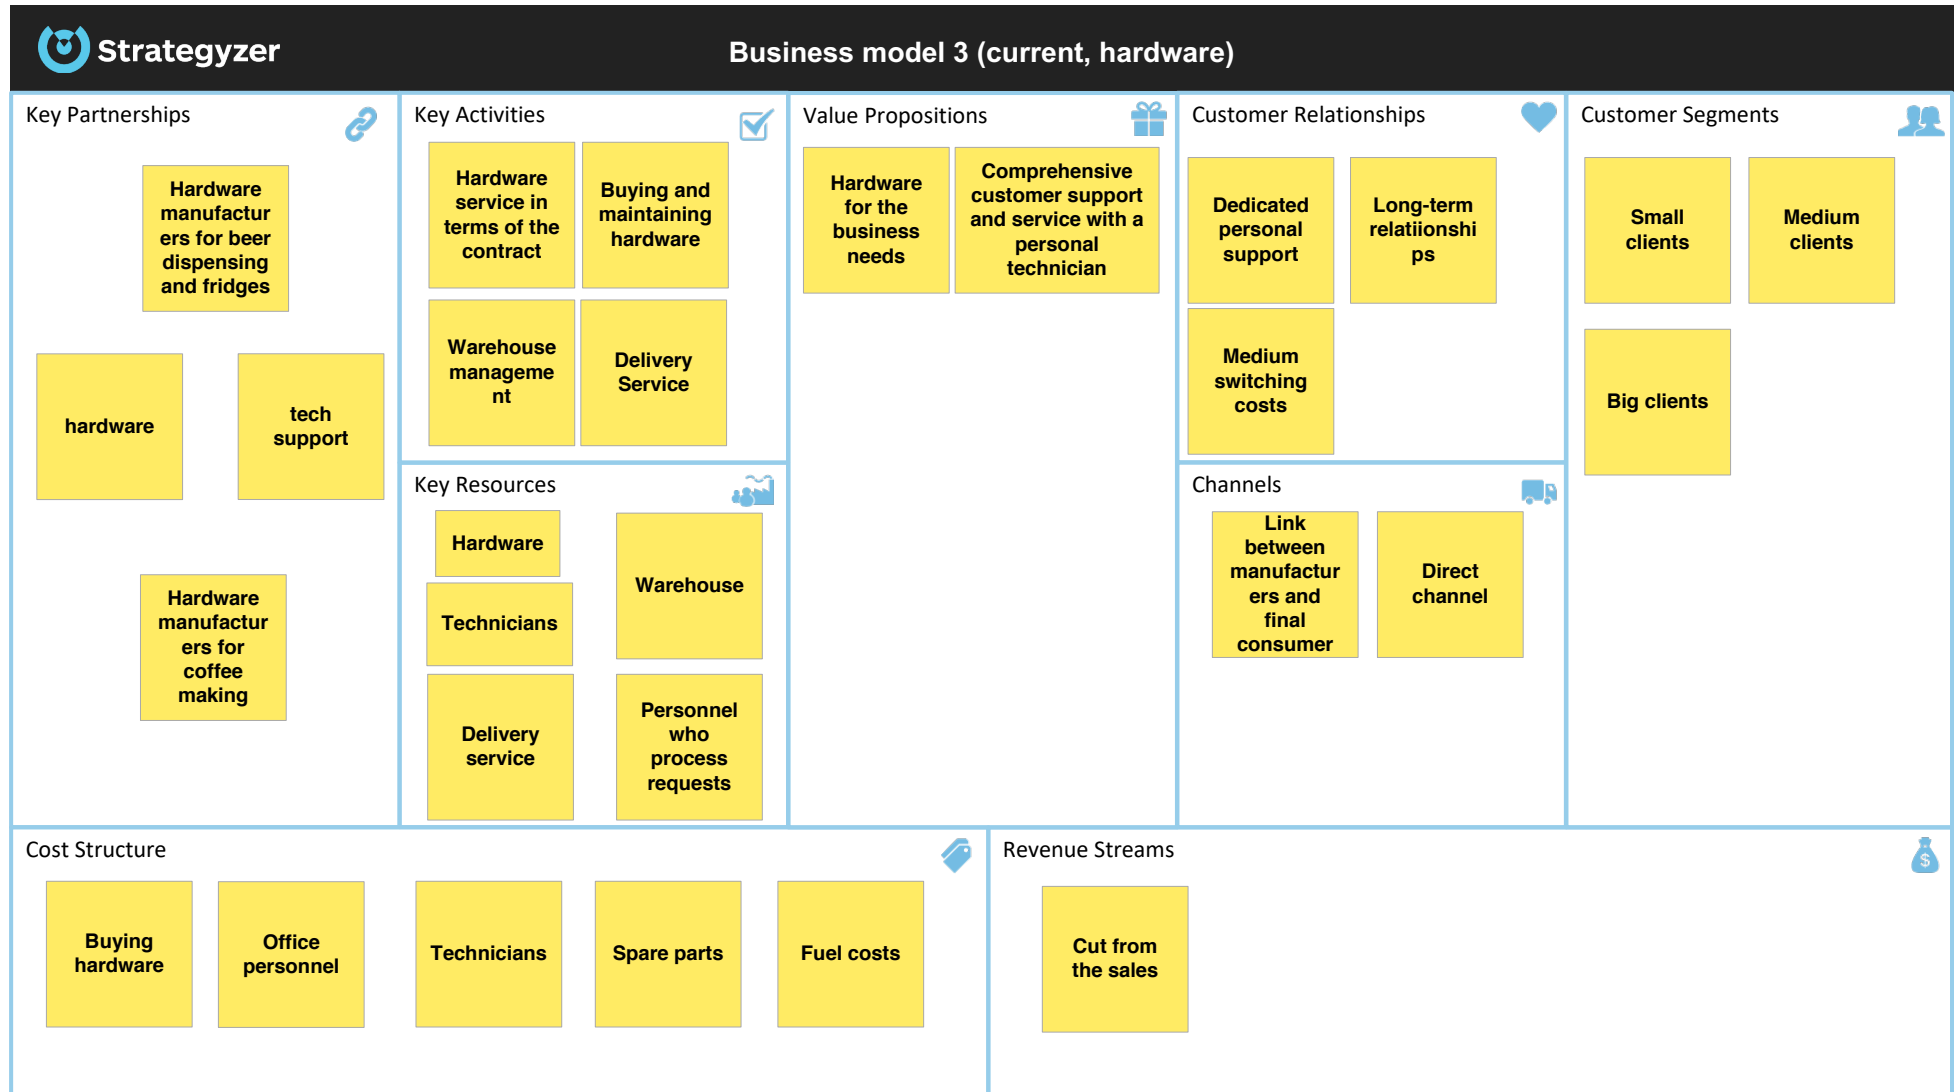 Strategyzer
Business model 3 (current, hardware)
Key Partnerships
Hardware
manufactur
ers for beer
dispensing
and fridges
hardware
tech
support
Hardware
manufactur
ers for
coffee
making
Key Activities
Hardware
service in
terms of the
contract
Buying and
maintaining
hardware
Warehouse
manageme
nt
Delivery
Service
Key Resources
Hardware
Technicians
Warehouse
Delivery
service
Personnel
who
process
requests
Value Propositions
Hardware
for the
business
needs
Comprehensive
customer support
and service with a
personal
technician
Customer Relationships
Dedicated
personal
support
Long-term
relatiionshi
ps
Medium
switching
costs
Channels
Link
between
manufactur
ers and
final
consumer
Direct
channel
Customer Segments
Small
clients
Medium
clients
Big clients
Cost Structure
Buying
hardware
Office
personnel
Technicians
Spare parts
Fuel costs
Revenue Streams
$
Cut from
the sales